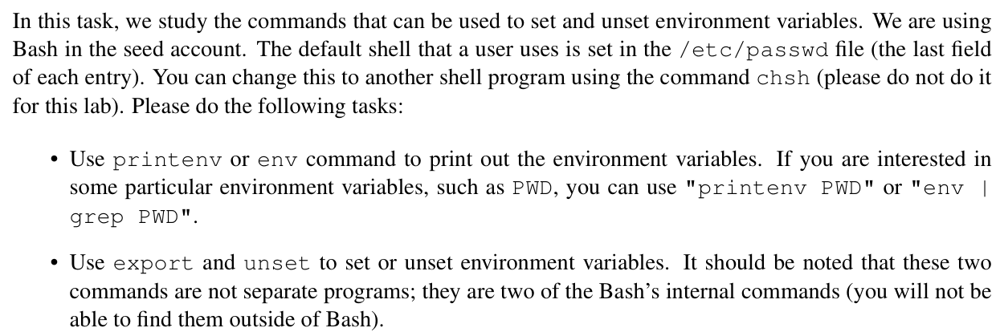 In this task, we study the commands that can be used to set and unset environment variables. We are using
Bash in the seed account. The default shell that a user uses is set in the /etc/passwd file (the last field
of each entry). You can change this to another shell program using the command chsh (please do not do it
for this lab). Please do the following tasks:
• Use printenv or env command to print out the environment variables. If you are interested in
some particular environment variables, such as PWD, you can use "printenv PWD" or "env |
grep PWD".
• Use export and unset to set or unset environment variables. It should be noted that these two
commands are not separate programs; they are two of the Bash's internal commands (you will not be
able to find them outside of Bash).